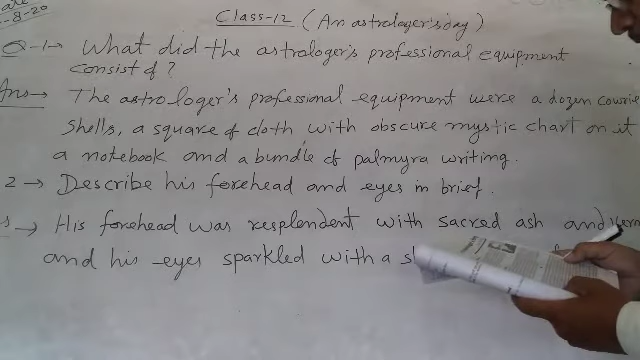 Class-12 (An astrologer's day)
-8-20
Q-1→ What did the astrologer's professional equipment
consist of?
Ans→ The astrologer's professional equipment were a dozen courie
shells, a square of cloth with obscure mystic chart on it
a notebook and a bundle of palmyra writing.
2→ Describe his forehead and eyes in brief.
→ His forehead was resplendent with sacred ash and
and his eyes sparkled with a